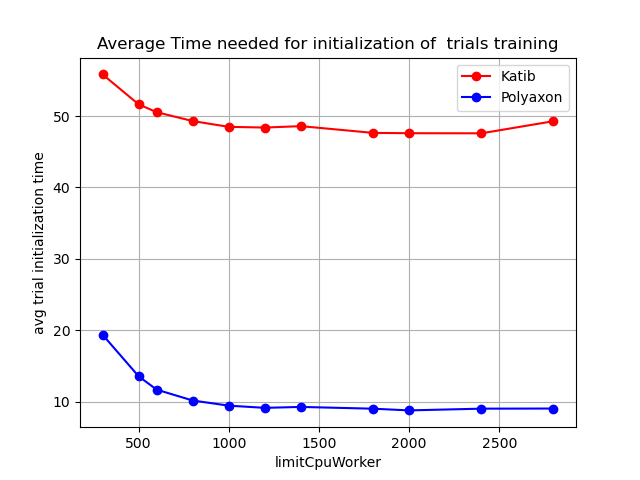 Average Time needed for initialization of  trials training
Katib
Polyaxon
avg trial initialization time
50
40
30
20
10
500
1000
1500
2000
2500
limitCpuWorker